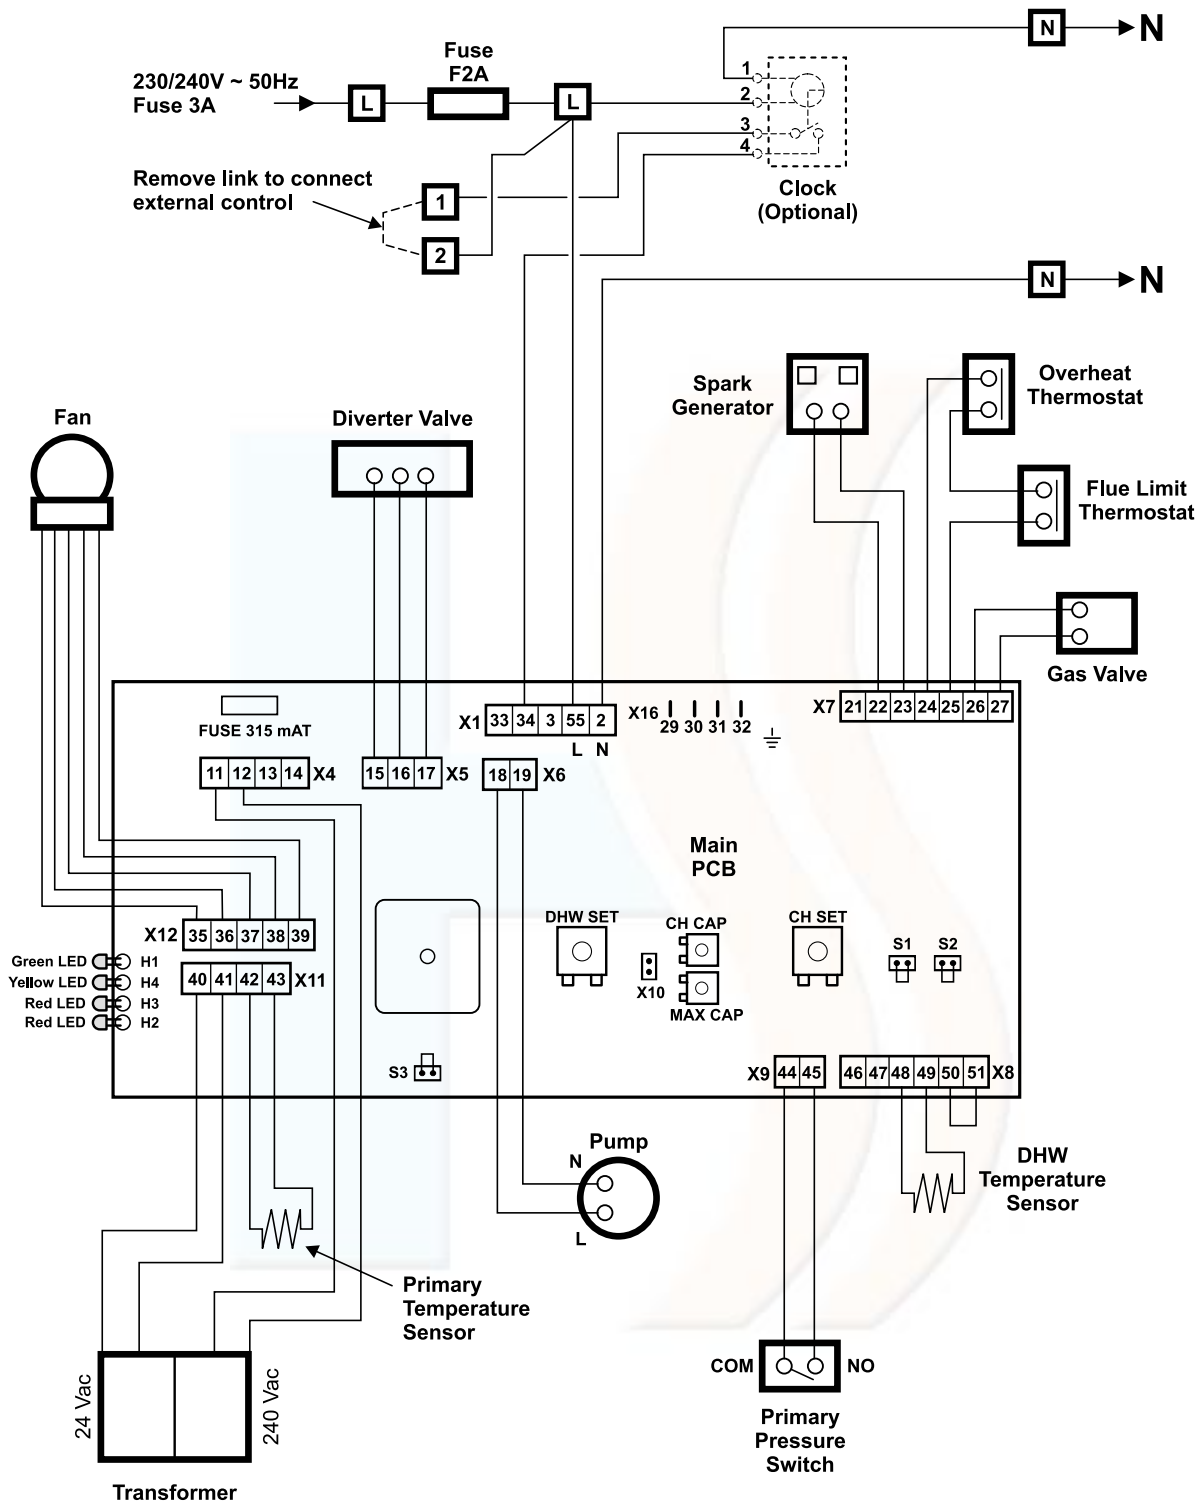 N N
Fuse
F2A
230/240V ~ 50Hz
Fuse 3A
L L
1
2
3
4
Clock
(Optional)
Remove link to connect
external control
1
2
N N
Spark
Generator
Overheat
Thermostat
Fan
Diverter Valve
Flue Limit
Thermostat
Gas Valve
FUSE 315 mAT
X1 33 34 3 55 2
L N
X16
29 30 31 32
X7 21 22 23 24 25 26 27
11 12 13 14 X4
15 16 17 X5
18 19 X6
Main
PCB
X12 35 36 37 38 39
40 41 42 43 X11
Green LED H1
Yellow LED H4
Red LED H3
Red LED H2
DHW SET
CH CAP
X10
MAX CAP
CH SET
S1 S2
S3
X9 44 45
46 47 48 49 50 51 X8
Pump
N
L
DHW
Temperature
Sensor
Primary
Temperature
Sensor
COM NO
Primary
Pressure
Switch
24 Vac
240 Vac
Transformer